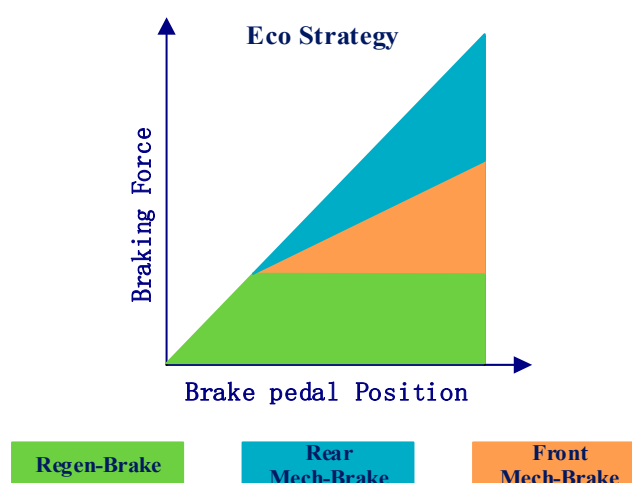 Eco Strategy
Braking Force
Brake pedal Position
Regen-Brake
Rear
Mech-Brake
Front
Mech-Brake